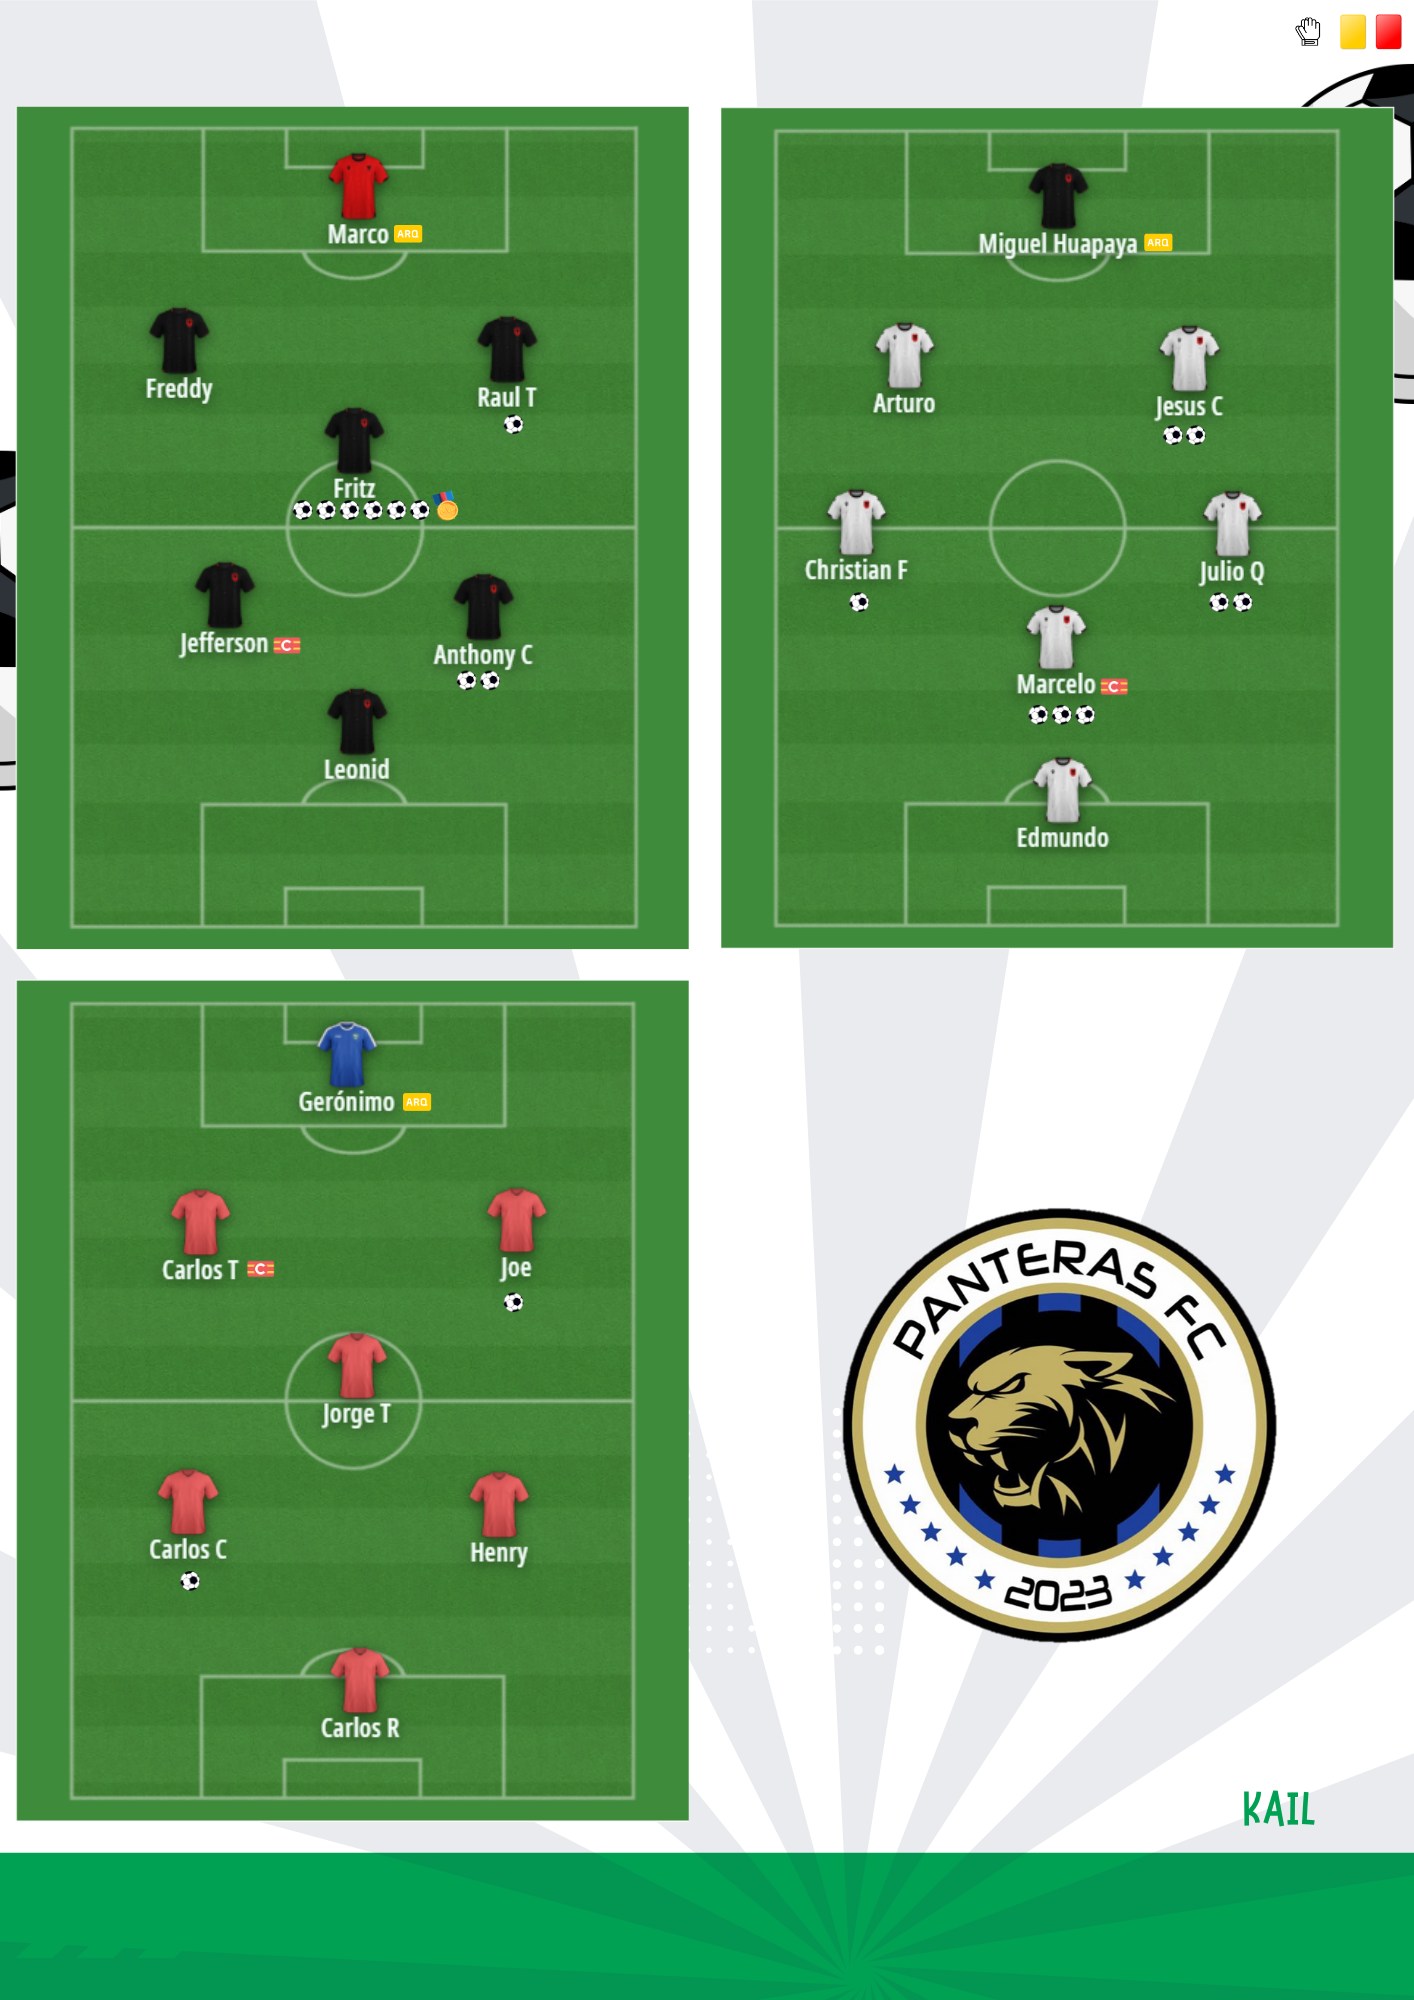 Marco ARQ
Freddy
Raul T
Fritz
Jefferson C
Anthony C
Leonid
Miguel Huapaya ARQ
Arturo
Jesus C
Christian F
Julio Q
Marcelo C
Edmundo
Gerónimo ARQ
Carlos T C
Joe
Jorge T
Carlos C
Henry
Carlos R
PANTERAS FC
2023
KAIL